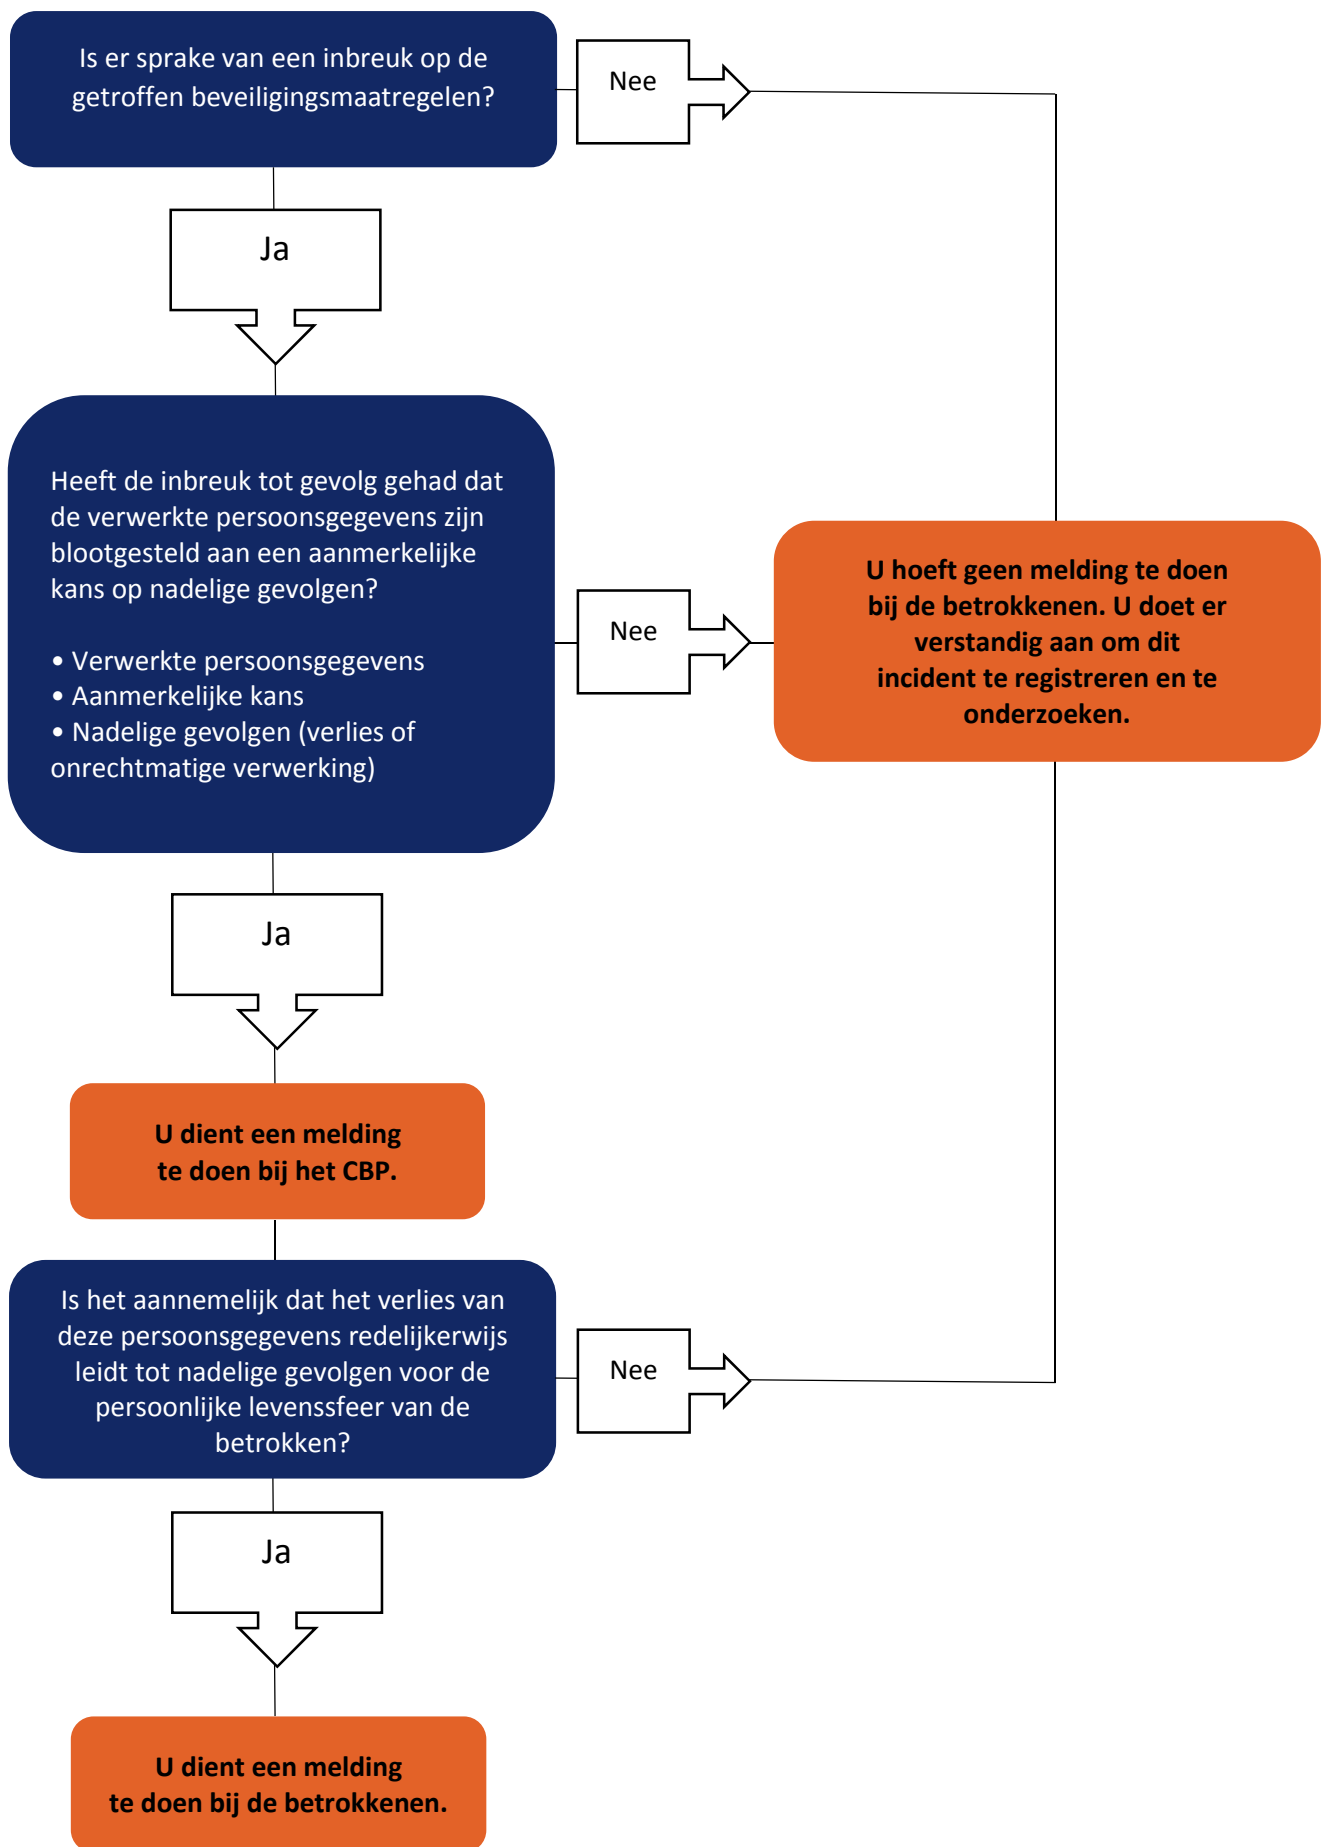 Is er sprake van een inbreuk op de
getroffen beveiligingsmaatregelen?
Nee
Ja
Heeft de inbreuk tot gevolg gehad dat
de verwerkte persoonsgegevens zijn
blootgesteld aan een aanmerkelijke
kans op nadelige gevolgen?
• Verwerkte persoonsgegevens
• Aanmerkelijke kans
• Nadelige gevolgen (verlies of
onrechtmatige verwerking)
Nee
U hoeft geen melding te doen
bij de betrokkenen. U doet er
verstandig aan om dit
incident te registreren en te
onderzoeken.
Ja
U dient een melding
te doen bij het CBP.
Is het aannemelijk dat het verlies van
deze persoonsgegevens redelijkerwijs
leidt tot nadelige gevolgen voor de
persoonlijke levenssfeer van de
betrokken?
Nee
Ja
U dient een melding
te doen bij de betrokkenen.